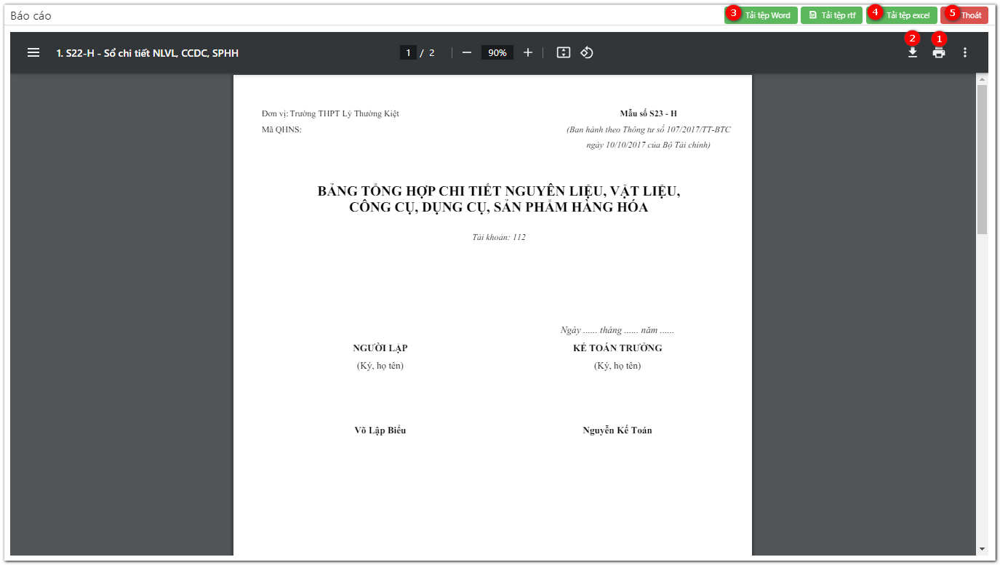 Báo cáo
3 Tải tệp Word Tải tệp rtf 4 Tải tệp excel 5 Thoát
1. S22-H - Sổ chi tiết NLVL, CCDC, SPHH 1 / 2 90% 2 1
Đơn vị: Trường THPT Lý Thường Kiệt
Mã QHNS:
Mẫu số S23 - H
(Ban hành theo Thông tư số 107/2017/TT-BTC
ngày 10/10/2017 của Bộ Tài chính)
BẢNG TỔNG HỢP CHI TIẾT NGUYÊN LIỆU, VẬT LIỆU,
CÔNG CỤ, DỤNG CỤ, SẢN PHẨM HÀNG HÓA
Tài khoản: 112
Ngày ...... tháng ...... năm ......
NGƯỜI LẬP KẾ TOÁN TRƯỞNG
(Ký, họ tên) (Ký, họ tên)
Võ Lập Biểu Nguyễn Kế Toán